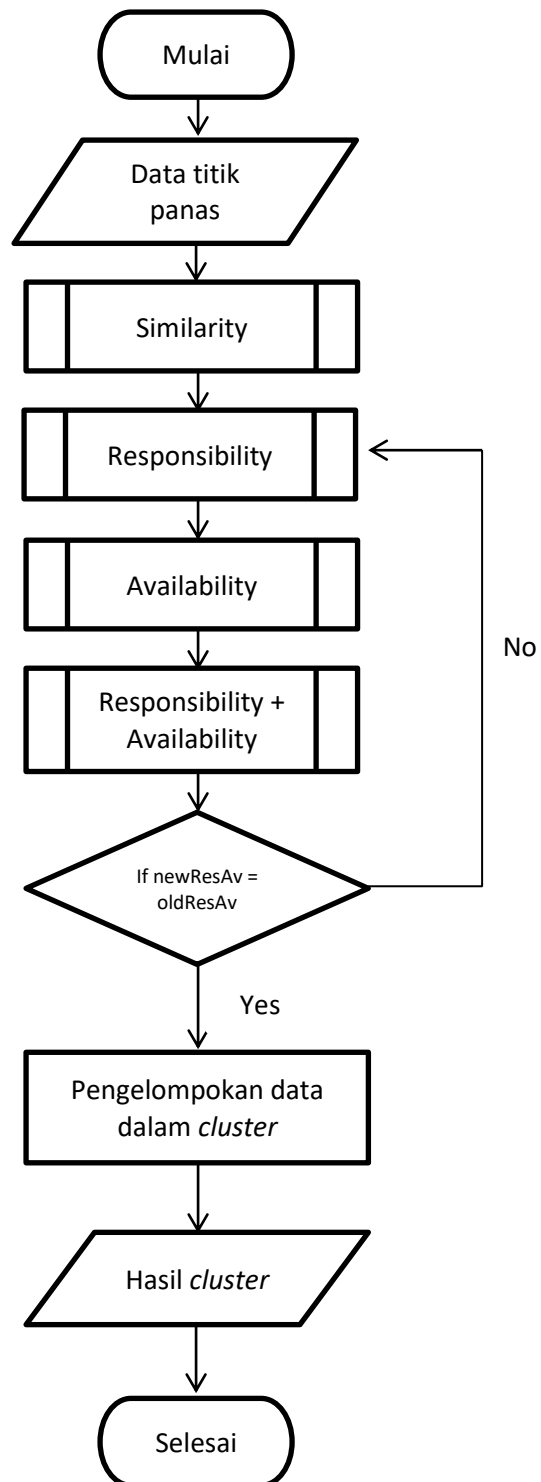 Mulai
Data titik
panas
Similarity
Responsibility
Availability
No
Responsibility +
Availability
If newResAv =
oldResAv
Yes
Pengelompokan data
dalam cluster
Hasil cluster
Selesai